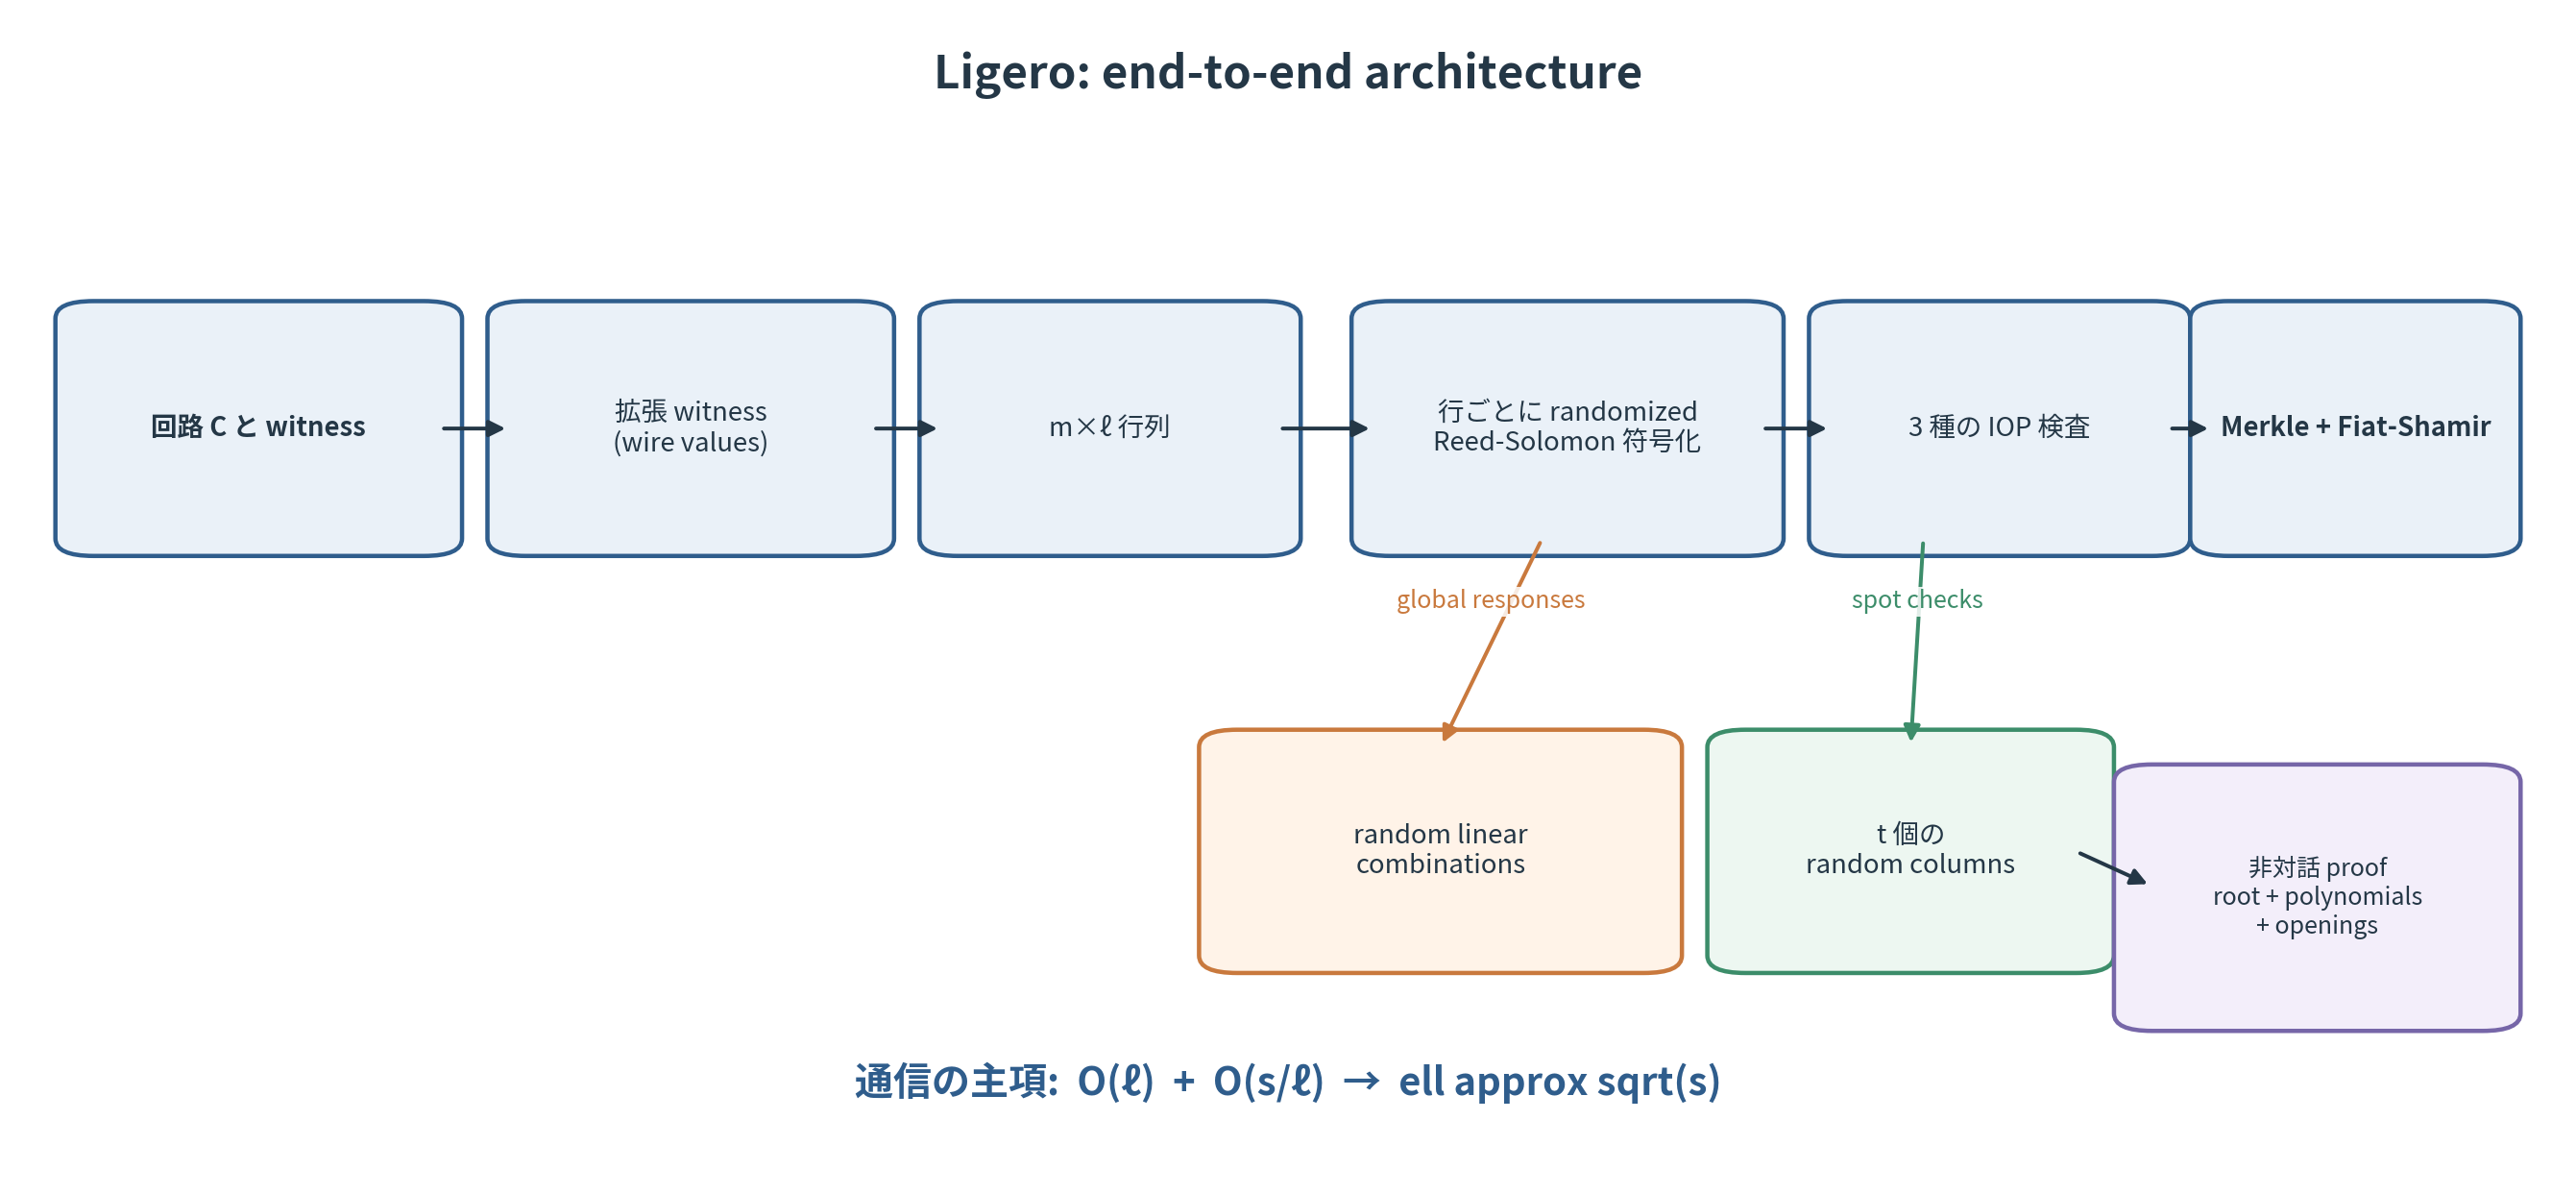 Ligero: end-to-end architecture
回路 C と witness
拡張 witness
(wire values)
m×ℓ 行列
行ごとに randomized
Reed-Solomon 符号化
3 種の IOP 検査
Merkle + Fiat-Shamir
global responses
spot checks
random linear
combinations
t 個の
random columns
非対話 proof
root + polynomials
+ openings
通信の主項: O(ℓ) + O(s/ℓ) → ell approx sqrt(s)